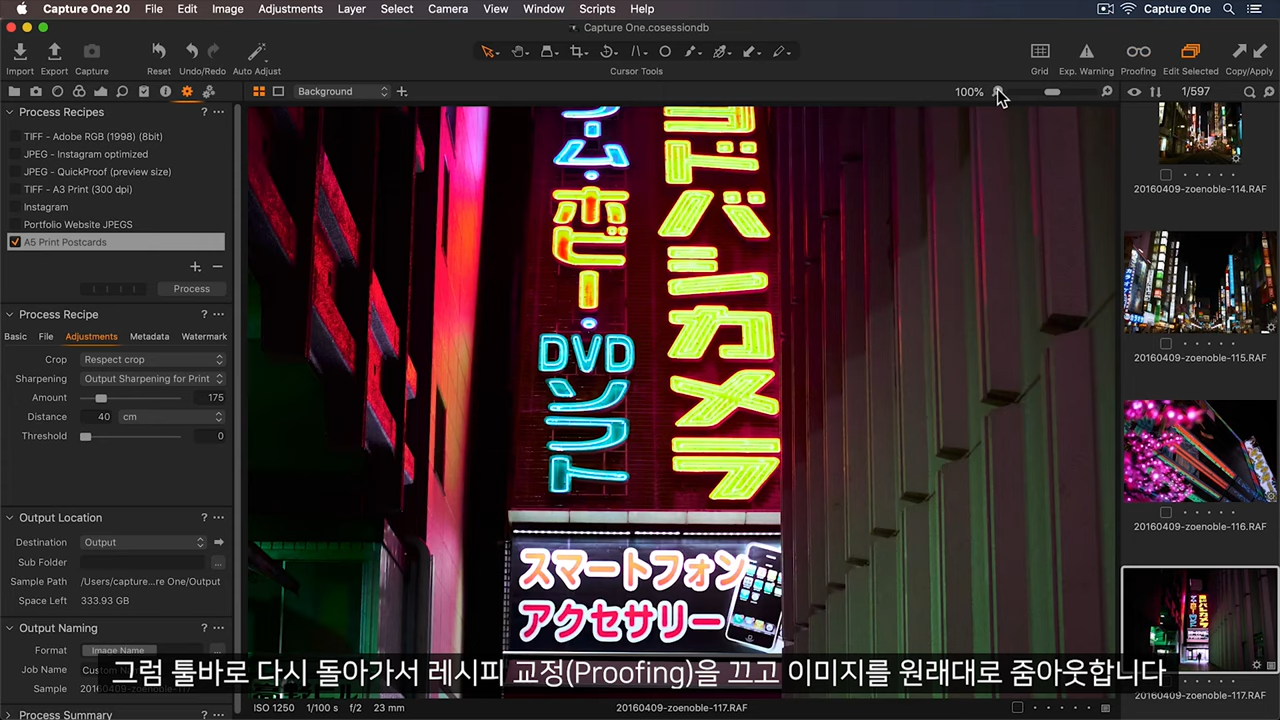 Capture One 20 File Edit Image Adjustments Layer Select Camera View Window Scripts Help Capture One
Capture One.cosessiondb
Import Export Capture Reset Undo/Redo Auto Adjust Cursor Tools Grid Exp. Warning Proofing Edit Selected Copy/Apply
Background 100% 1/597
Process Recipes ? ...
TIFF - Adobe RGB (1998) (8bit)
JPEG - Instagram optimized
JPEG - QuickProof (preview size)
TIFF - A3 Print (300 dpi)
Instagram
Portfolio Website JPEGS
A5 Print Postcards
+ −
Process
Process Recipe ? ...
Basic File Adjustments Metadata Watermark
Crop Respect crop
Sharpening Output Sharpening for Print
Amount 175
Distance 40 cm
Threshold 0
Output Location ? ...
Destination Output
Sub Folder ...
Sample Path /Users/capture...re One/Output
Space Left 333.93 GB
Output Naming ? ...
Format Image Name
Job Name
Sample
Process Summary ? ...
ーム・ホビー・DVD
ドバシカメラ
スマートフォン
アクセサリー
20160409-zoenoble-114.RAF
20160409-zoenoble-115.RAF
20160409-zoenoble-116.RAF
그럼 툴바로 다시 돌아가서 레시피 교정(Proofing)을 끄고 이미지를 원래대로 줌아웃합니다
ISO 1250 1/100 s f/2 23 mm 20160409-zoenoble-117.RAF